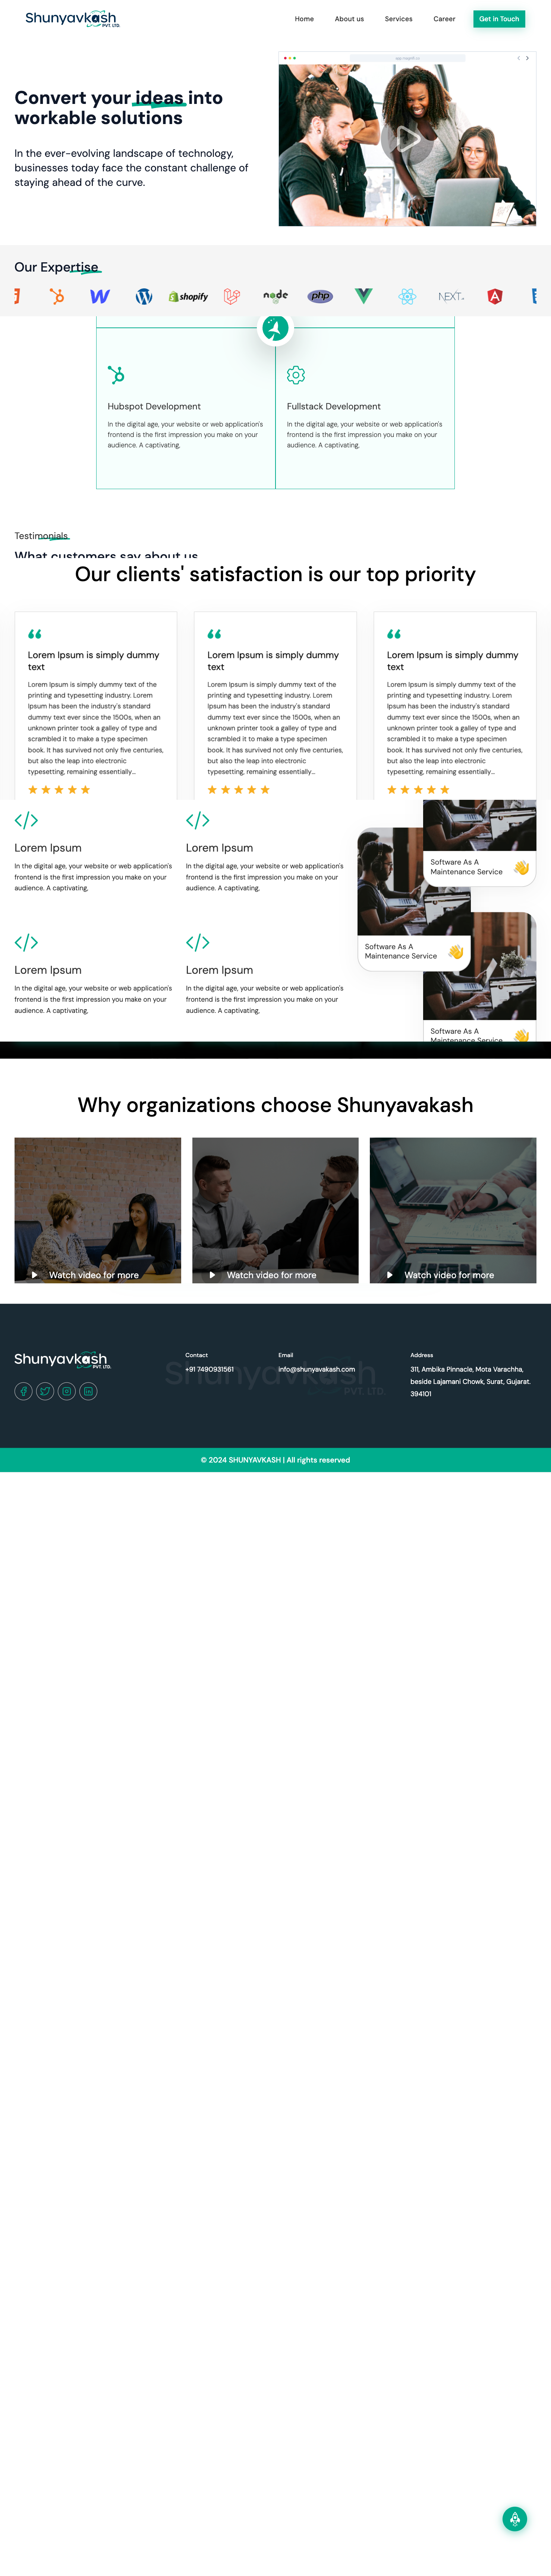 Shunyavkash
PVT. LTD.
Home
About us
Services
Career
Get in Touch
Convert your ideas into
workable solutions
In the ever-evolving landscape of technology,
businesses today face the constant challenge of
staying ahead of the curve.
Our Expertise
shopify
node
php
NEXT
Hubspot Development
In the digital age, your website or web application's
frontend is the first impression you make on your
audience. A captivating,
Fullstack Development
In the digital age, your website or web application's
frontend is the first impression you make on your
audience. A captivating,
Testimonials
What customers say about us
Our clients' satisfaction is our top priority
Lorem Ipsum is simply dummy
text
Lorem Ipsum is simply dummy text of the
printing and typesetting industry. Lorem
Ipsum has been the industry's standard
dummy text ever since the 1500s, when an
unknown printer took a galley of type and
scrambled it to make a type specimen
book. It has survived not only five centuries,
but also the leap into electronic
typesetting, remaining essentially...
Lorem Ipsum is simply dummy
text
Lorem Ipsum is simply dummy text of the
printing and typesetting industry. Lorem
Ipsum has been the industry's standard
dummy text ever since the 1500s, when an
unknown printer took a galley of type and
scrambled it to make a type specimen
book. It has survived not only five centuries,
but also the leap into electronic
typesetting, remaining essentially...
Lorem Ipsum is simply dummy
text
Lorem Ipsum is simply dummy text of the
printing and typesetting industry. Lorem
Ipsum has been the industry's standard
dummy text ever since the 1500s, when an
unknown printer took a galley of type and
scrambled it to make a type specimen
book. It has survived not only five centuries,
but also the leap into electronic
typesetting, remaining essentially...
Lorem Ipsum
In the digital age, your website or web application's
frontend is the first impression you make on your
audience. A captivating,
Lorem Ipsum
In the digital age, your website or web application's
frontend is the first impression you make on your
audience. A captivating,
Lorem Ipsum
In the digital age, your website or web application's
frontend is the first impression you make on your
audience. A captivating,
Lorem Ipsum
In the digital age, your website or web application's
frontend is the first impression you make on your
audience. A captivating,
Software As A
Maintenance Service
Software As A
Maintenance Service
Software As A
Maintenance Service
Why organizations choose Shunyavakash
Watch video for more
Watch video for more
Watch video for more
Shunyavkash
PVT. LTD.
Shunyavkash
PVT. LTD.
Contact
+91 7490931561
Email
info@shunyavakash.com
Address
311, Ambika Pinnacle, Mota Varachha,
beside Lajamani Chowk, Surat, Gujarat.
394101
© 2024 SHUNYAVKASH | All rights reserved